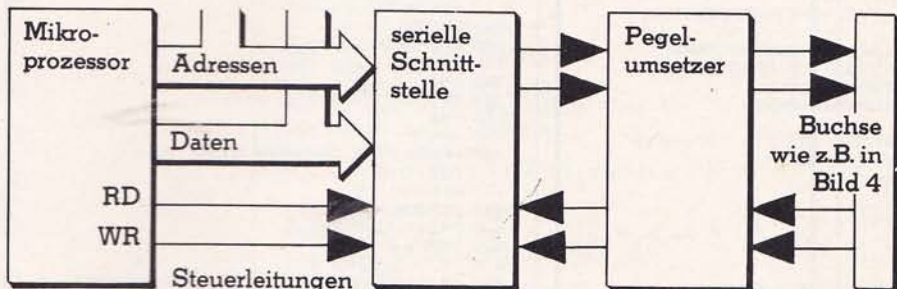 Mikro-
prozessor
Adressen
Daten
RD
WR
Steuerleitungen
serielle
Schnitt-
stelle
Pegel-
umsetzer
Buchse
wie z.B. in
Bild 4